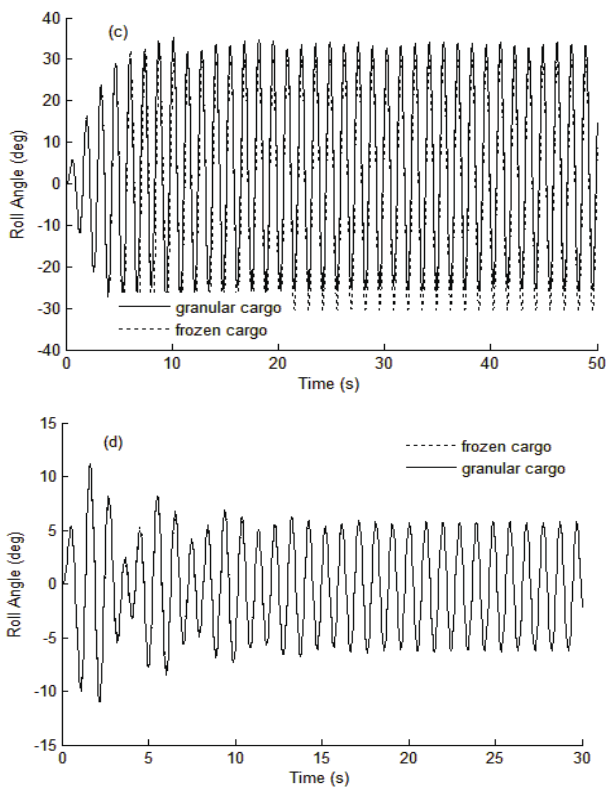 40
(c)
30
20
10
0
-10
-20
-30
-40
Roll Angle (deg)
granular cargo
frozen cargo
0 10 20 30 40 50
Time (s)
15
(d)
10
5
0
-5
-10
-15
Roll Angle (deg)
frozen cargo
granular cargo
0 5 10 15 20 25 30
Time (s)